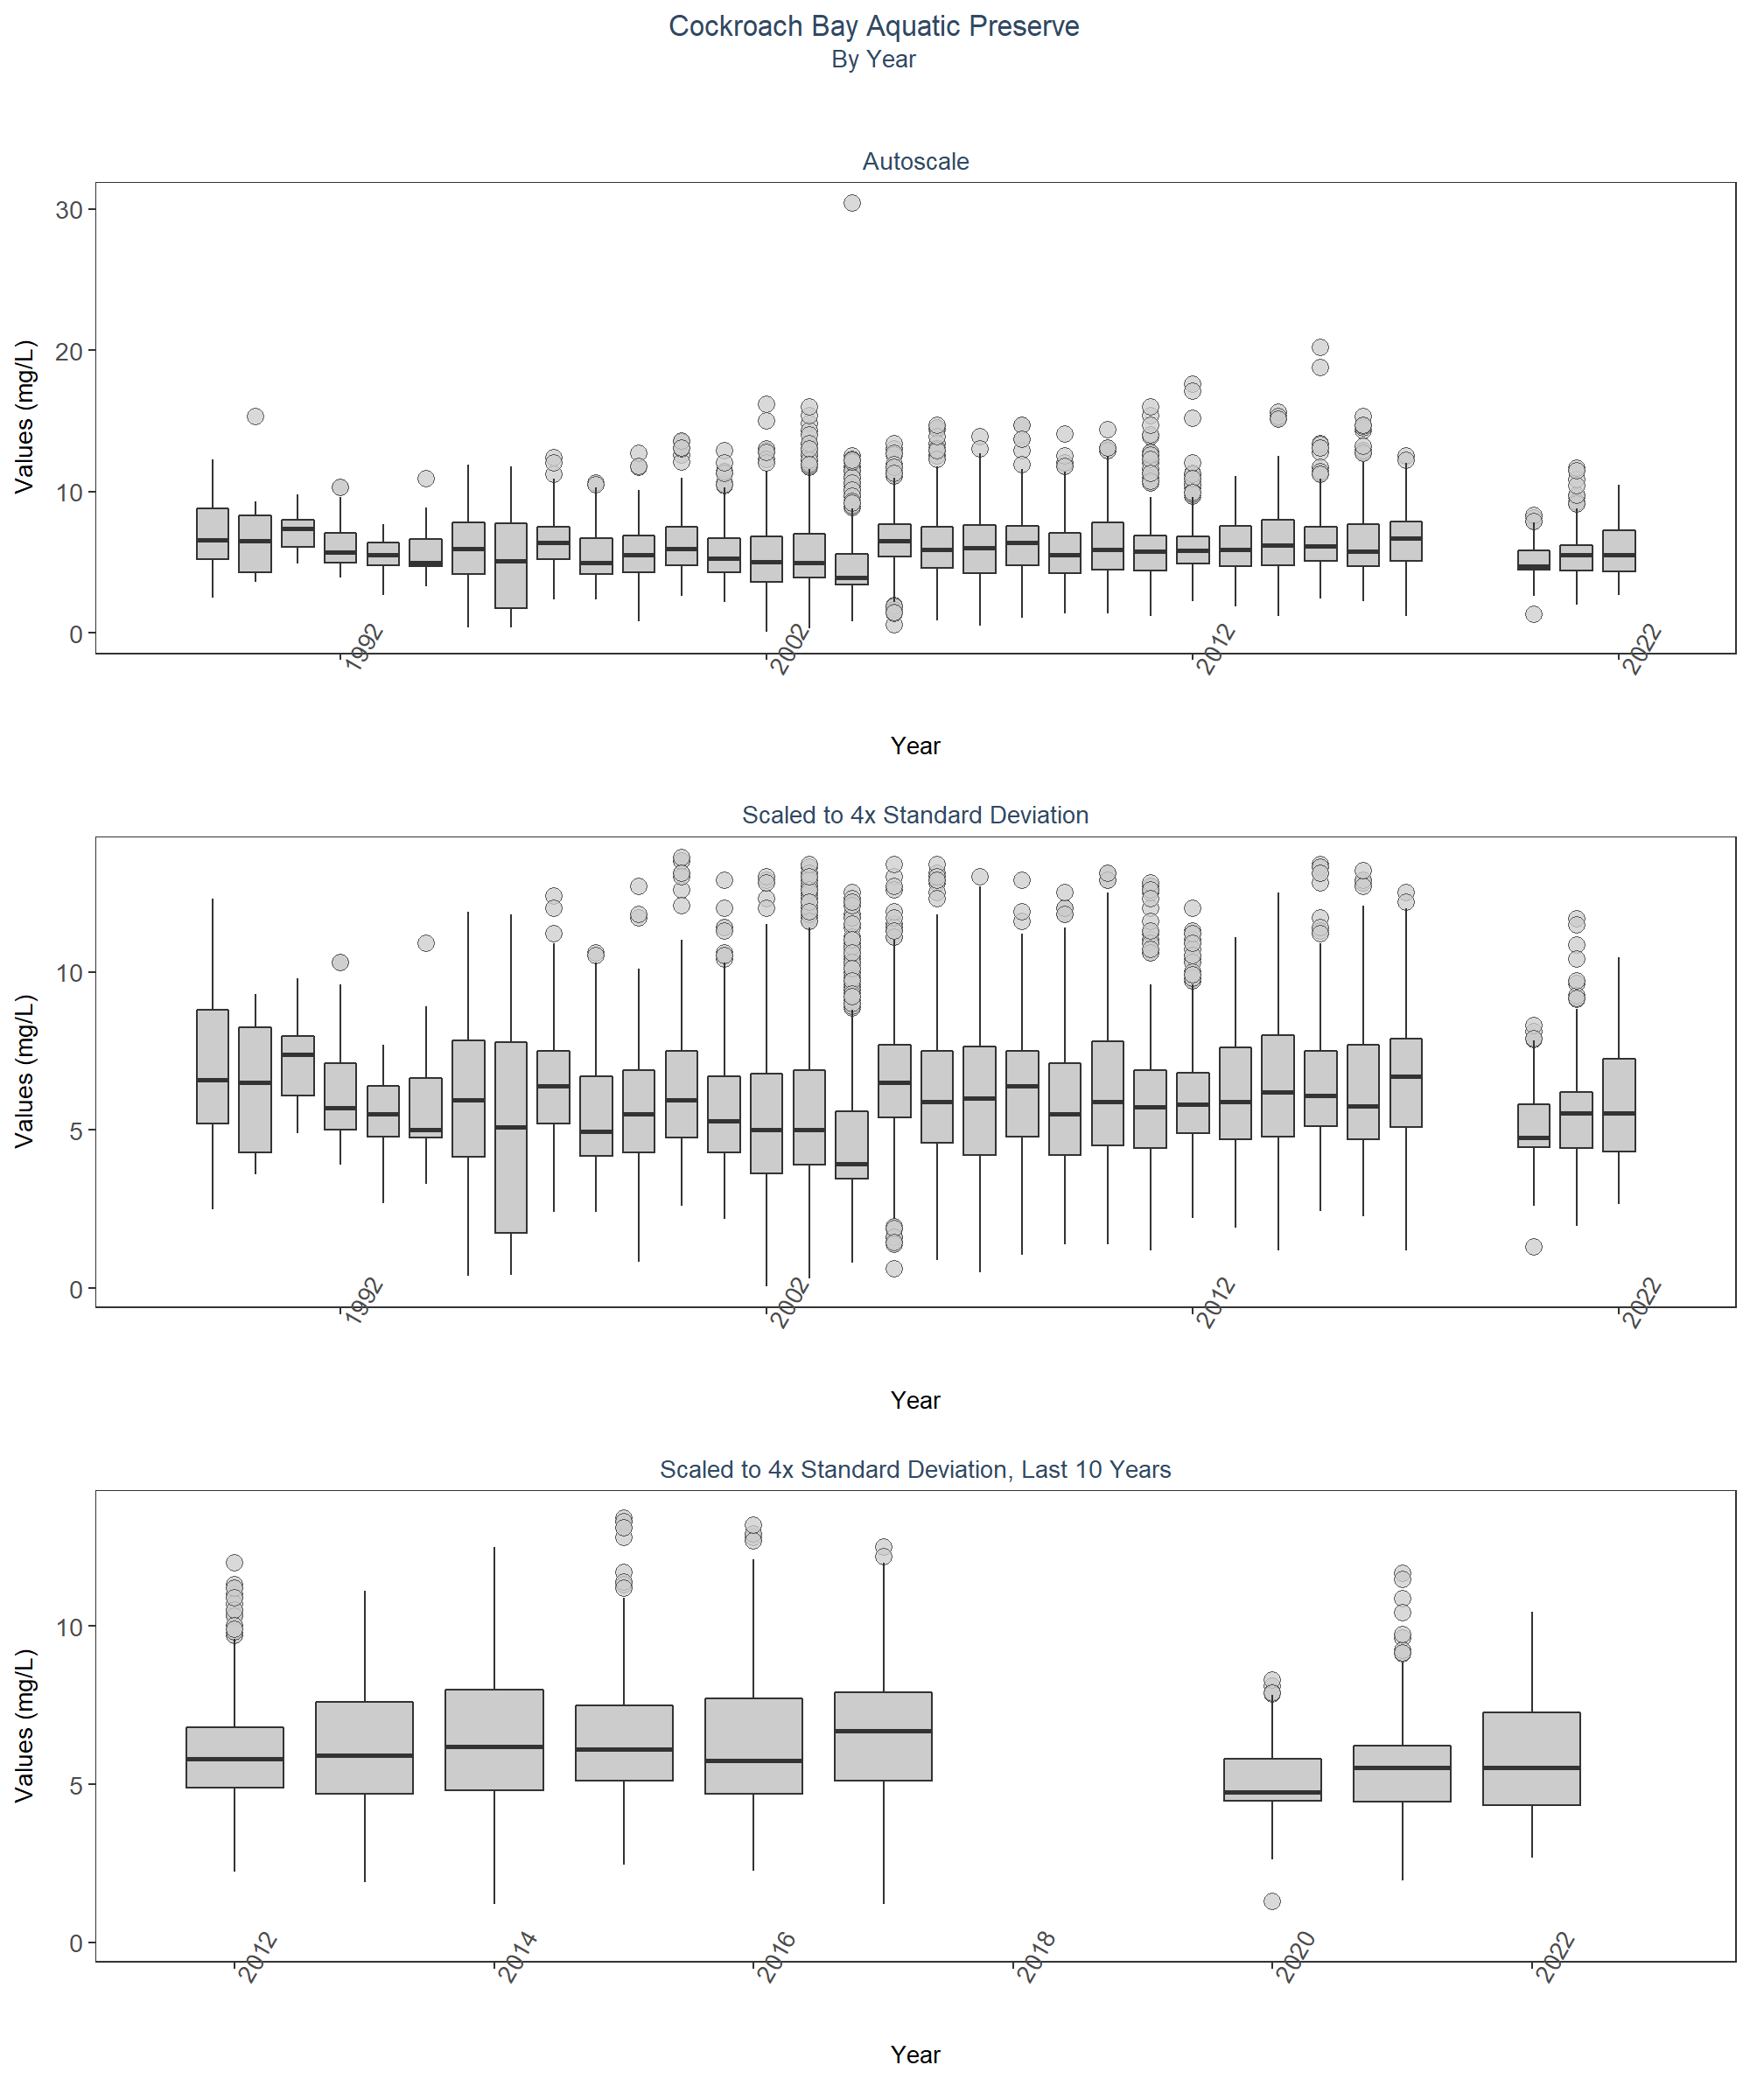 Cockroach Bay Aquatic Preserve
By Year
Autoscale
Values (mg/L)
30
20
10
0
1992
2002
2012
2022
Year
Scaled to 4x Standard Deviation
Values (mg/L)
10
5
0
1992
2002
2012
2022
Year
Scaled to 4x Standard Deviation, Last 10 Years
Values (mg/L)
10
5
0
2012
2014
2016
2018
2020
2022
Year